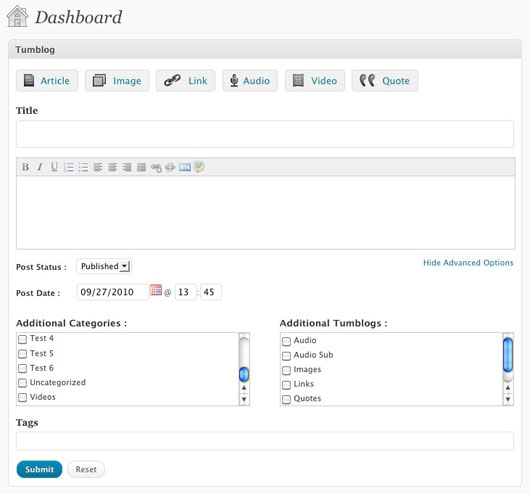 Dashboard
Tumblog
Article Image Link Audio Video Quote
Title
B I U
Post Status : Published
Hide Advanced Options
Post Date : 09/27/2010 @ 13 : 45
Additional Categories : Additional Tumblogs :
Test 4 Audio
Test 5 Audio Sub
Test 6 Images
Uncategorized Links
Videos Quotes
Tags
Submit Reset